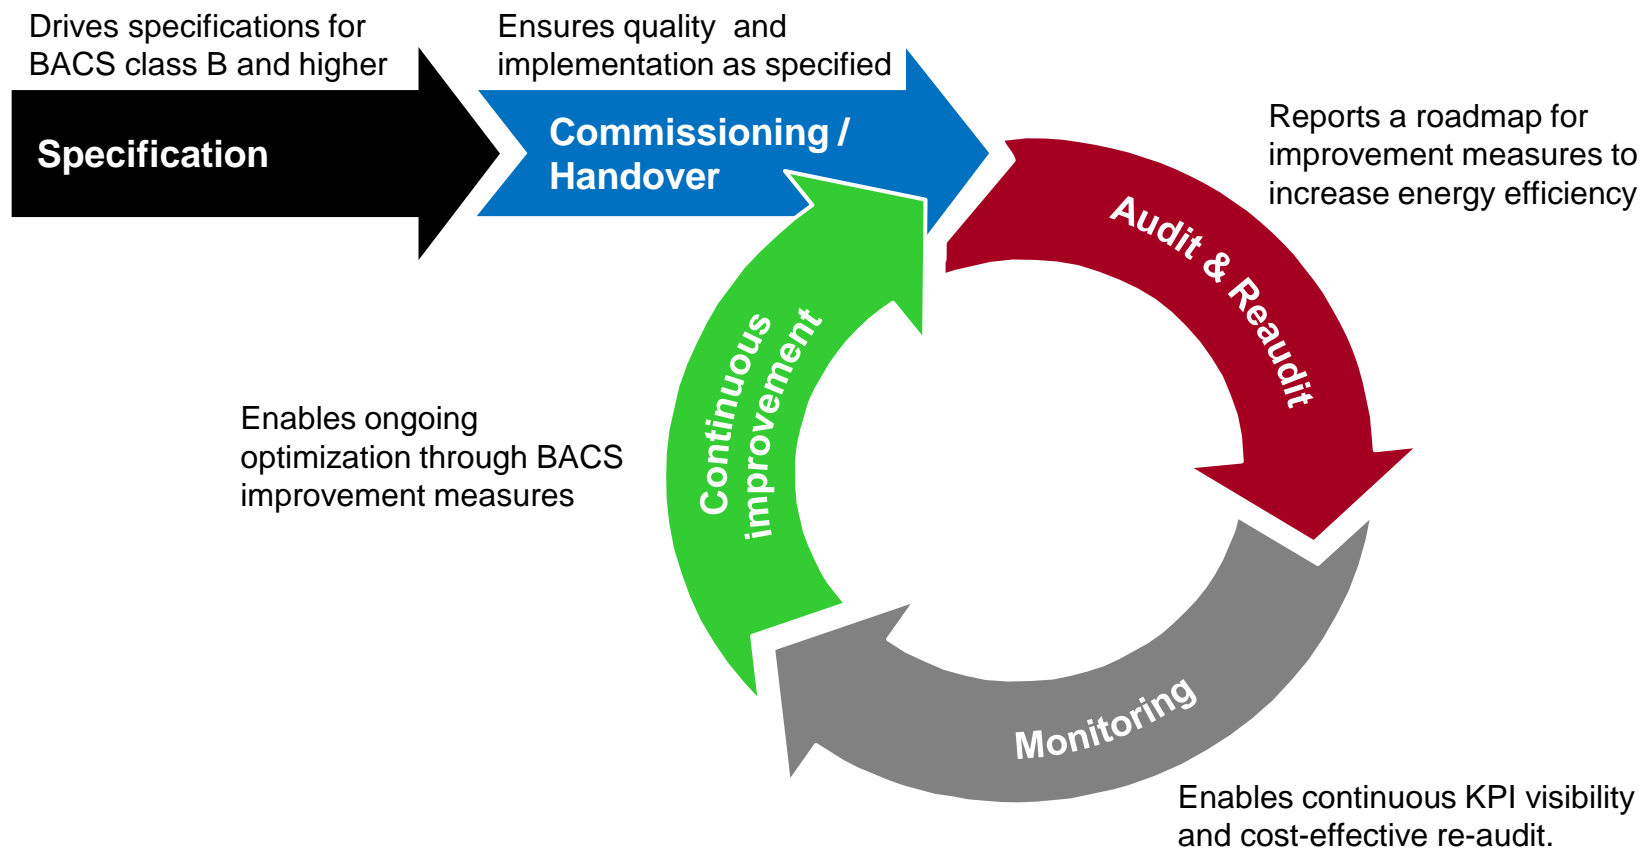 Drives specifications for
BACS class B and higher
Specification
Ensures quality and
implementation as specified
Commissioning /
Handover
Reports a roadmap for
improvement measures to
increase energy efficiency
Audit & Reaudit
Monitoring
Enables continuous KPI visibility
and cost-effective re-audit.
Continuous
improvement
Enables ongoing
optimization through BACS
improvement measures